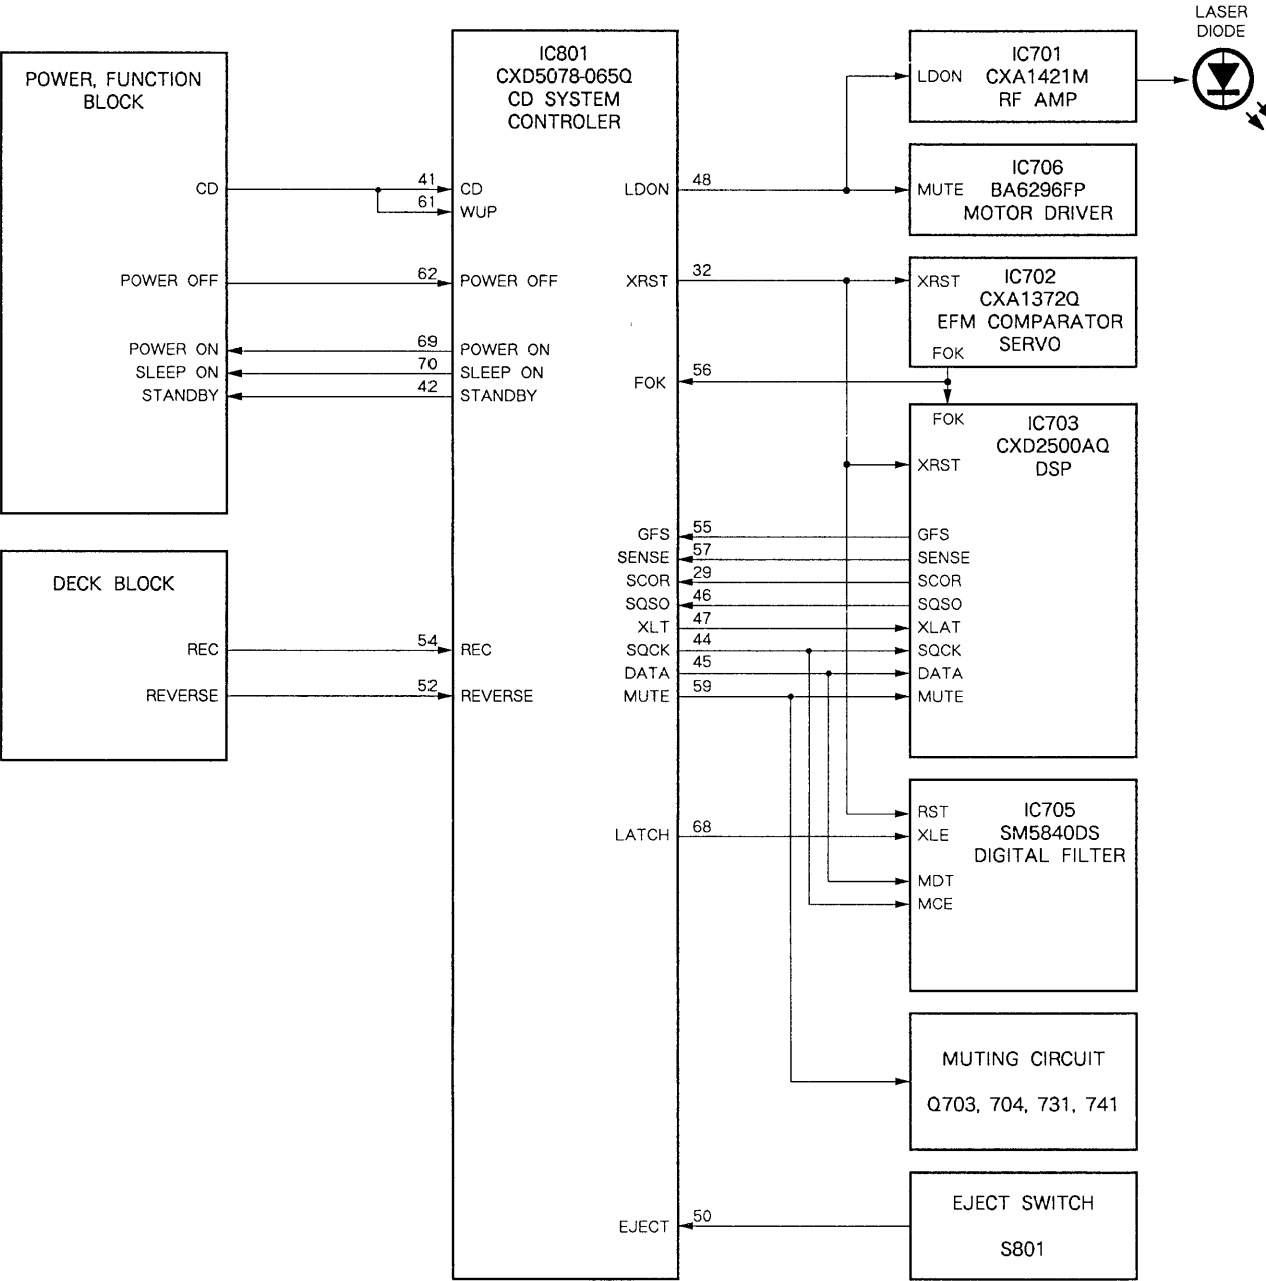 LASER
DIODE
POWER, FUNCTION
BLOCK
CD
POWER OFF
POWER ON
SLEEP ON
STANDBY
DECK BLOCK
REC
REVERSE
IC801
CXD5078-065Q
CD SYSTEM
CONTROLER
41 CD
61 WUP
62 POWER OFF
69 POWER ON
70 SLEEP ON
42 STANDBY
54 REC
52 REVERSE
LDON 48
XRST 32
FOK 56
GFS 55
SENSE 57
SCOR 29
SQSO 46
XLT 47
SQCK 44
DATA 45
MUTE 59
LATCH 68
EJECT 50
IC701
LDON CXA1421M
RF AMP
IC706
MUTE BA6296FP
MOTOR DRIVER
XRST IC702
CXA1372Q
EFM COMPARATOR
SERVO
FOK
FOK IC703
CXD2500AQ
XRST DSP
GFS
SENSE
SCOR
SQSO
XLAT
SQCK
DATA
MUTE
RST IC705
XLE SM5840DS
DIGITAL FILTER
MDT
MCE
MUTING CIRCUIT
Q703, 704, 731, 741
EJECT SWITCH
S801